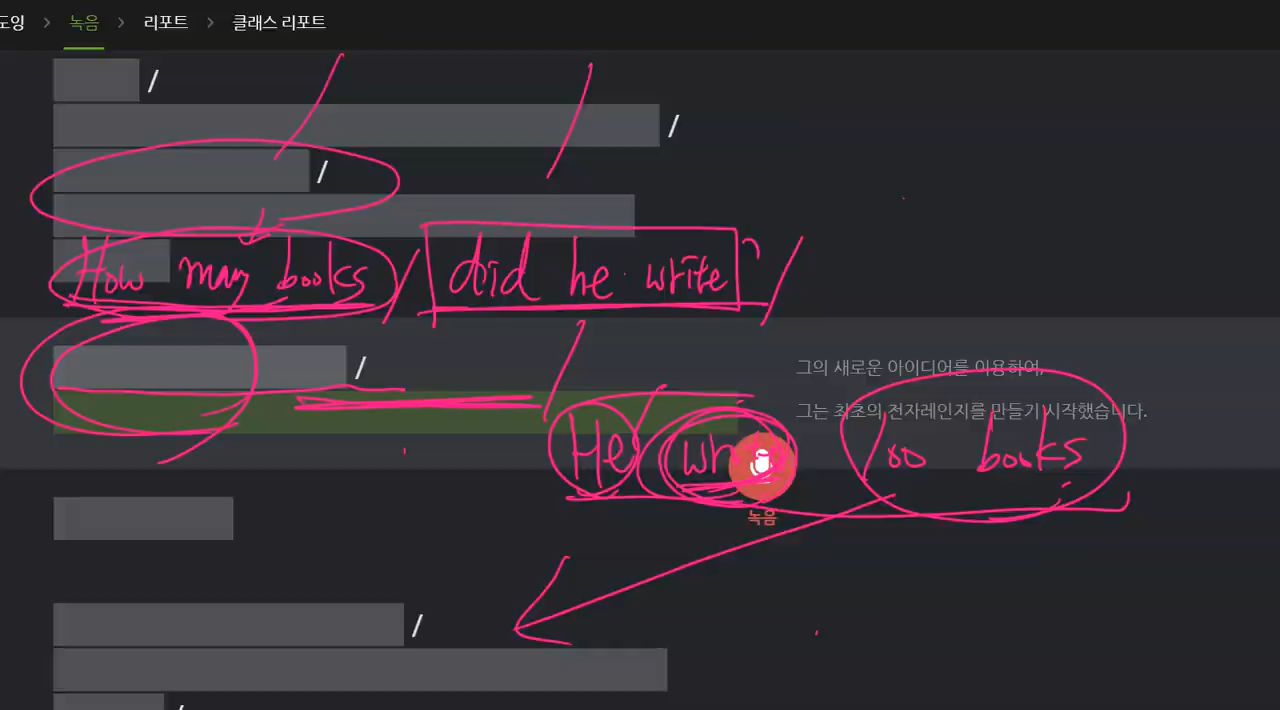 도잉 > 녹음 > 리포트 > 클래스 리포트
/
/
/
How many books / did he write? /
/ 그의 새로운 아이디어를 이용하여,
그는 최초의 전자레인지를 만들기 시작했습니다.
He 100 books
녹음
/
/